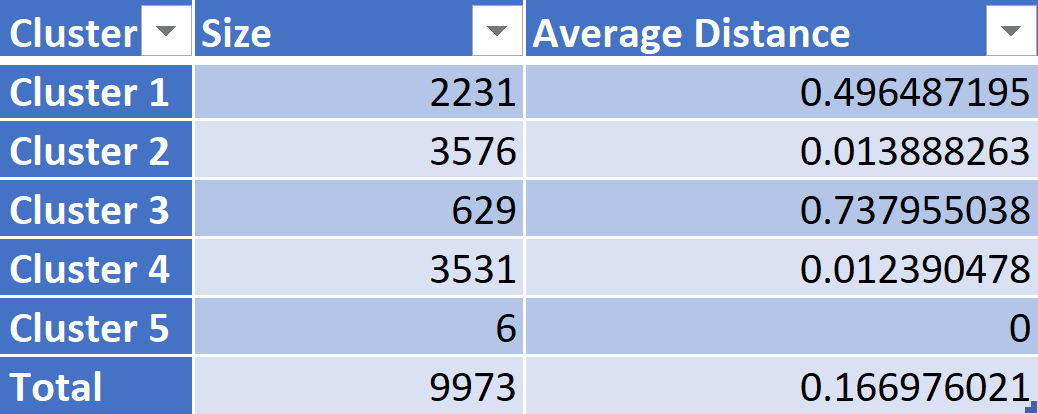 Cluster Size Average Distance
Cluster 1 2231 0.496487195
Cluster 2 3576 0.013888263
Cluster 3 629 0.737955038
Cluster 4 3531 0.012390478
Cluster 5 6 0
Total 9973 0.166976021